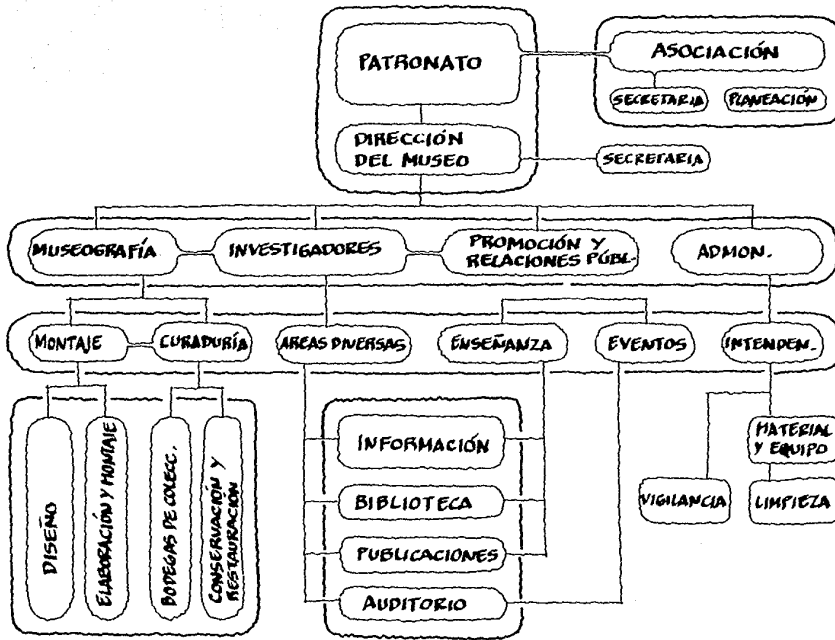 PATRONATO
ASOCIACIÓN
SECRETARIA
PLANEACIÓN
DIRECCIÓN
DEL MUSEO
SECRETARIA
MUSEOGRAFÍA
INVESTIGADORES
PROMOCIÓN Y
RELACIONES PÚBL.
ADMON.
MONTAJE
CURADURÍA
AREAS DIVERSAS
ENSEÑANZA
EVENTOS
INTENDEN.
DISEÑO
ELABORACIÓN Y MONTAJE
BODEGAS DE COLECC.
CONSERVACIÓN Y
RESTAURACIÓN
INFORMACIÓN
BIBLIOTECA
PUBLICACIONES
AUDITORIO
MATERIAL
Y EQUIPO
VIGILANCIA
LIMPIEZA